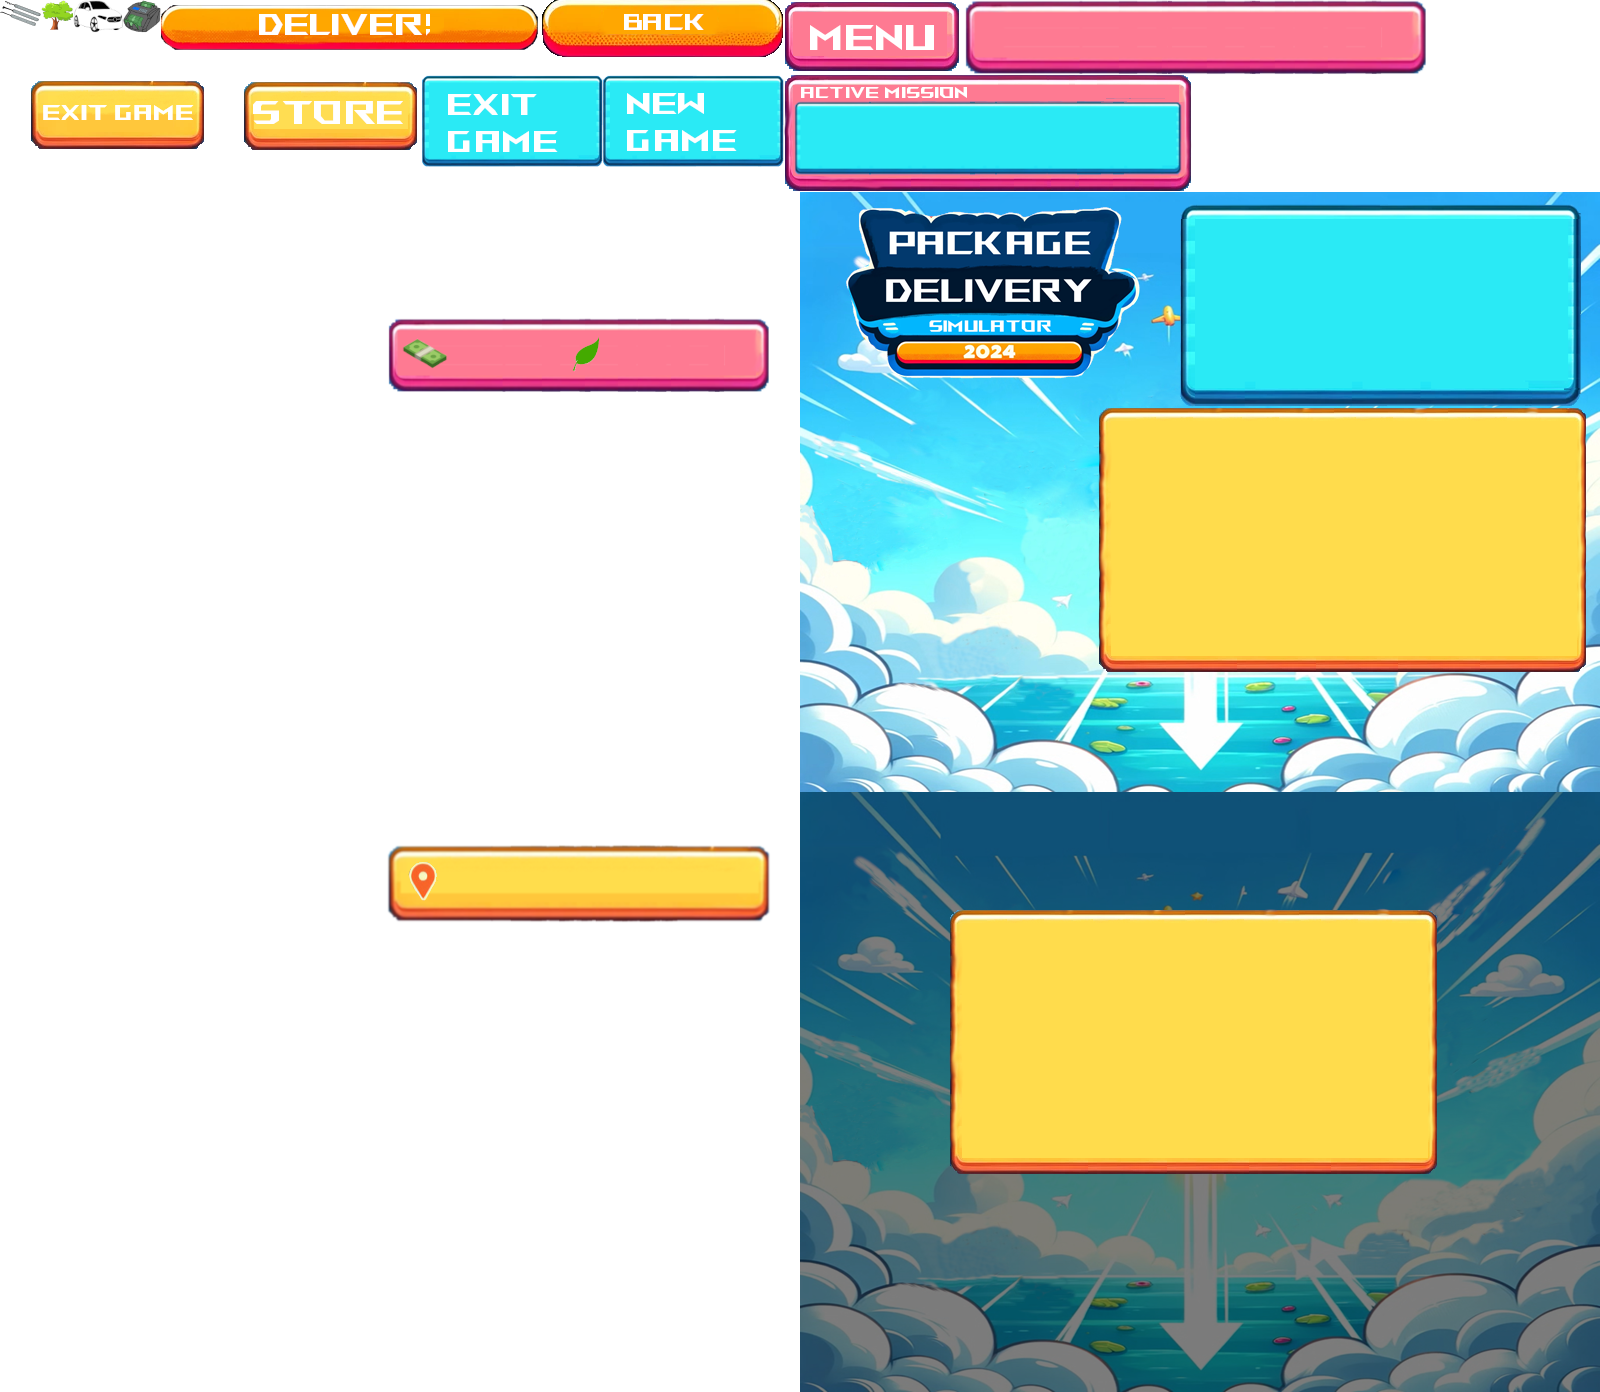 DELIVER!
BACK
MENU
EXIT GAME
STORE
EXIT
GAME
NEW
GAME
ACTIVE MISSION
PACKAGE
DELIVERY
SIMULATOR
2024